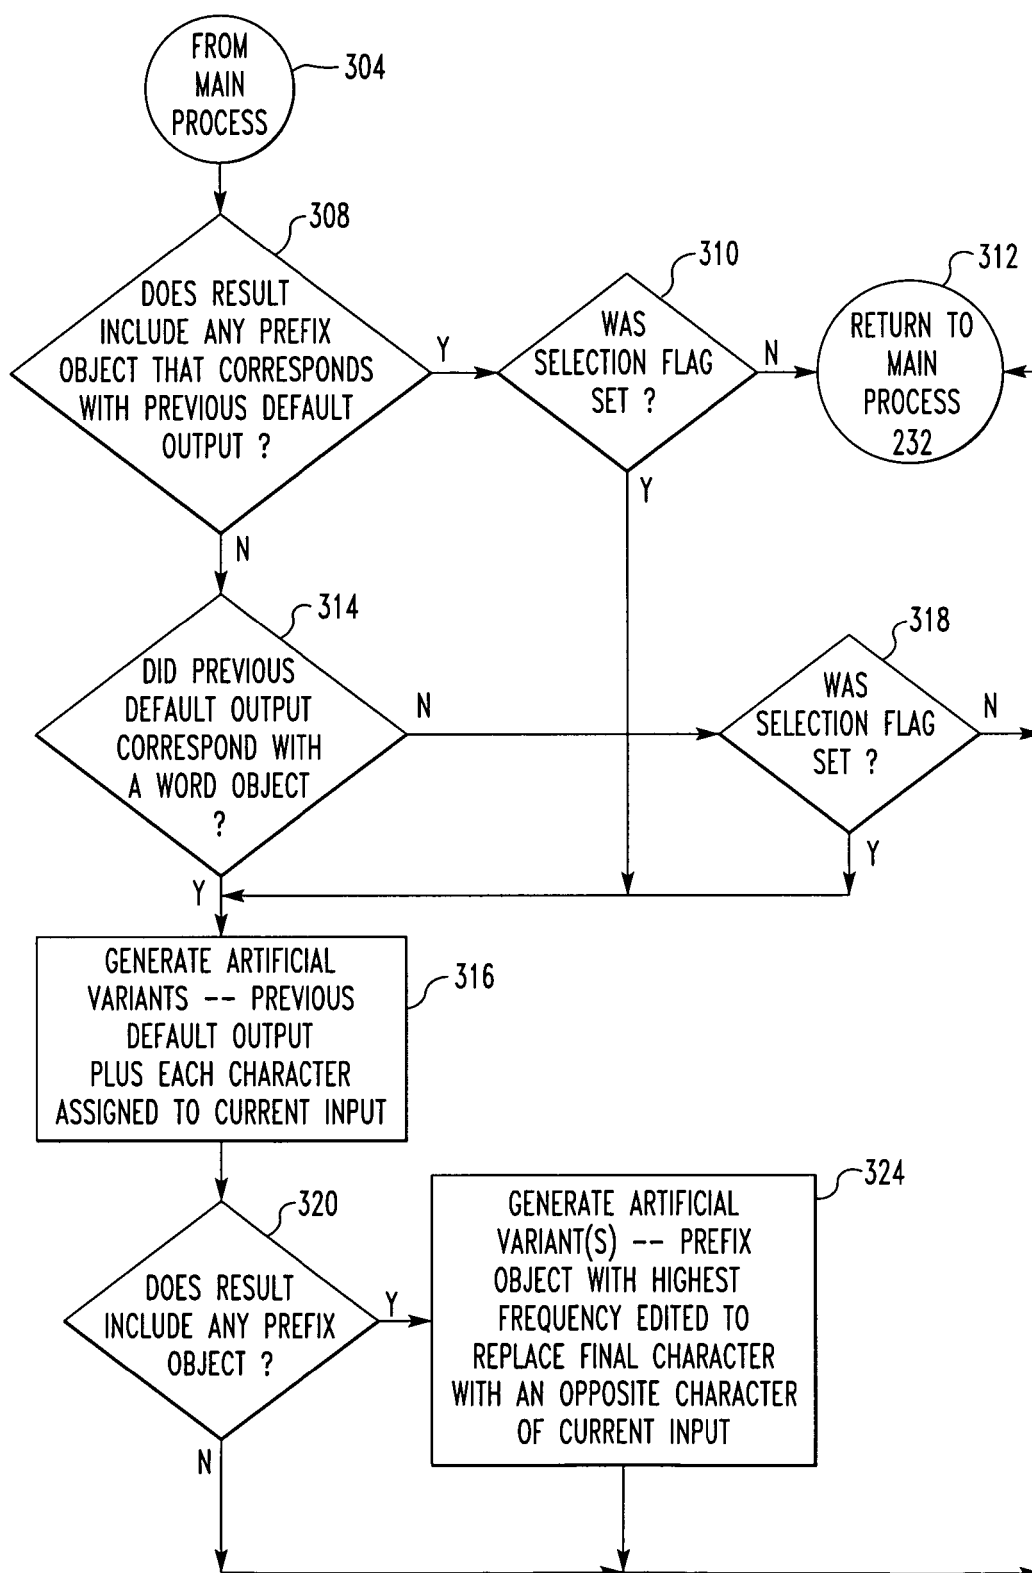 FROM
MAIN
PROCESS
304
308
DOES RESULT
INCLUDE ANY PREFIX
OBJECT THAT CORRESPONDS
WITH PREVIOUS DEFAULT
OUTPUT ?
Y
N
310
WAS
SELECTION FLAG
SET ?
N
Y
312
RETURN TO
MAIN
PROCESS
232
314
DID PREVIOUS
DEFAULT OUTPUT
CORRESPOND WITH
A WORD OBJECT
?
N
Y
318
WAS
SELECTION FLAG
SET ?
N
Y
GENERATE ARTIFICIAL
VARIANTS -- PREVIOUS
DEFAULT OUTPUT
PLUS EACH CHARACTER
ASSIGNED TO CURRENT INPUT
316
320
DOES RESULT
INCLUDE ANY PREFIX
OBJECT ?
Y
N
324
GENERATE ARTIFICIAL
VARIANT(S) -- PREFIX
OBJECT WITH HIGHEST
FREQUENCY EDITED TO
REPLACE FINAL CHARACTER
WITH AN OPPOSITE CHARACTER
OF CURRENT INPUT